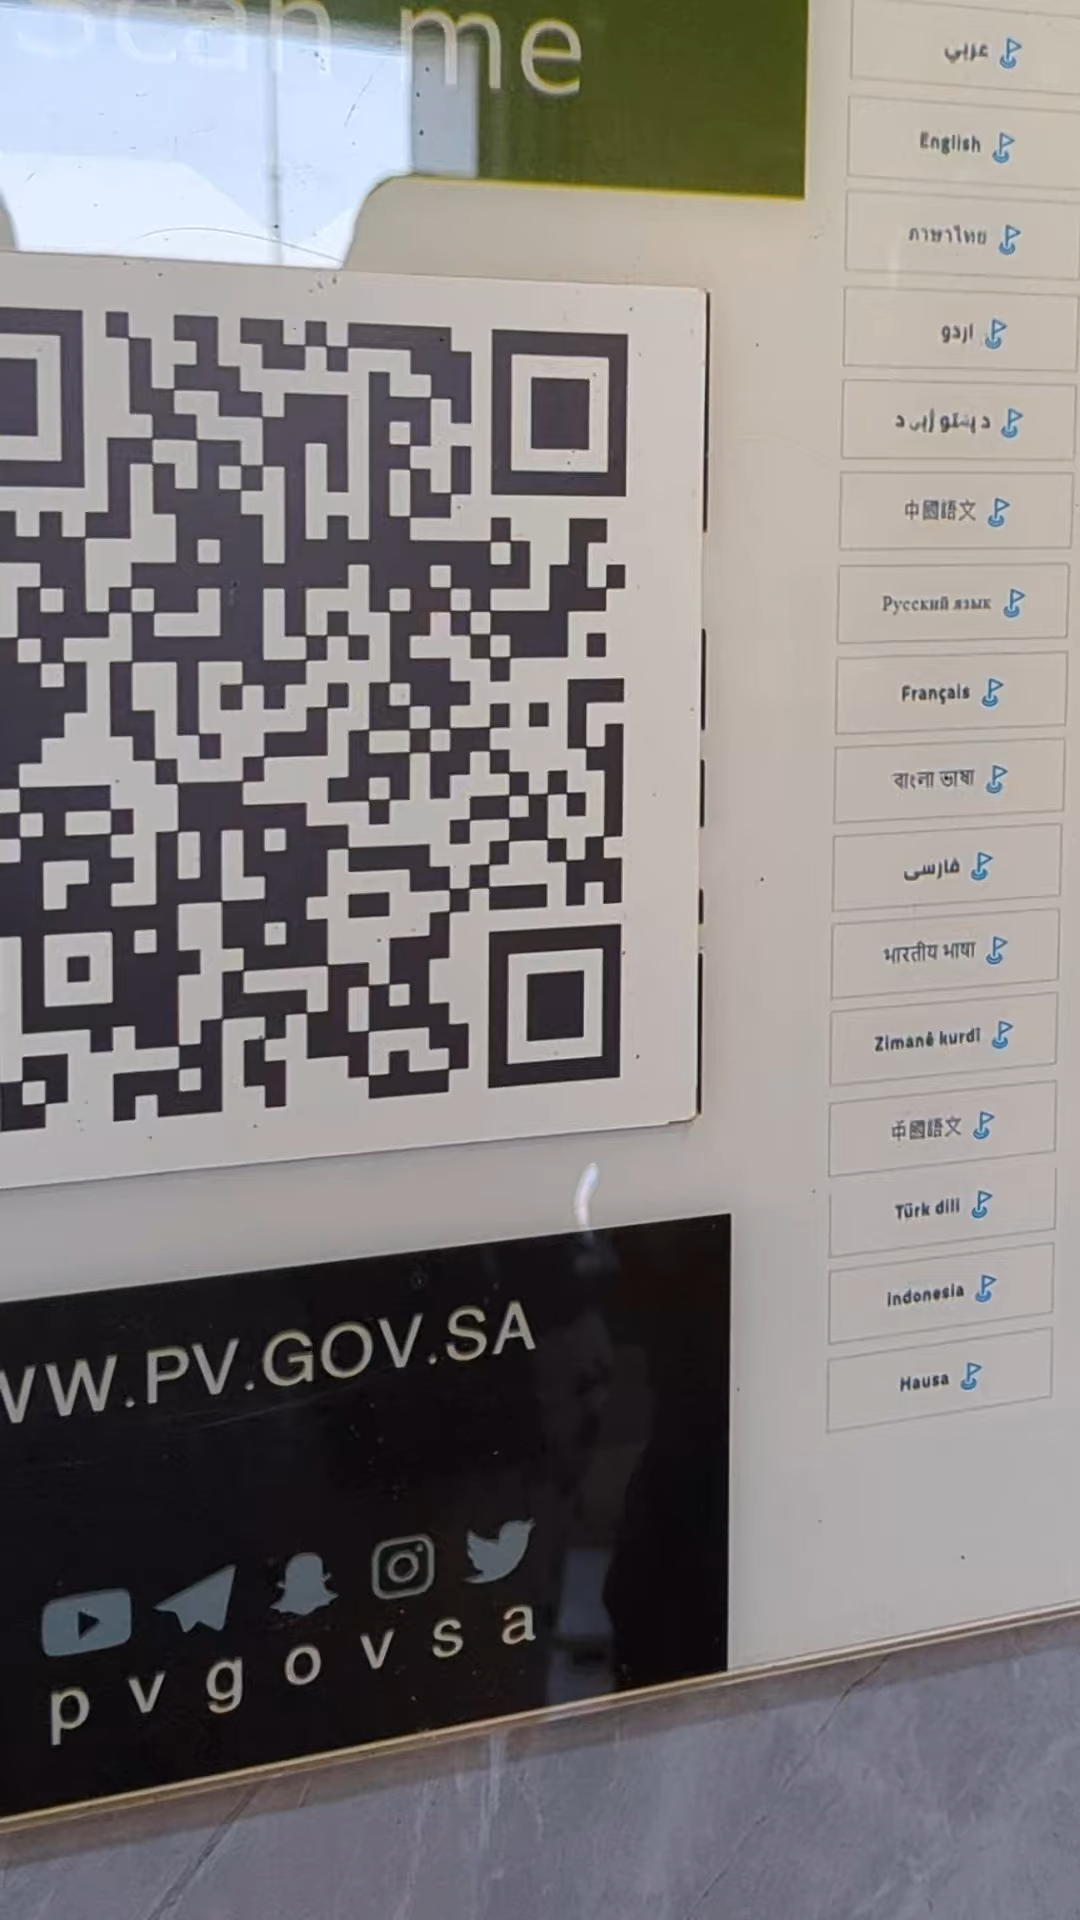 Scan me
عربي
English
ภาษาไทย
اردو
د پښتو ژبې د
中國語文
Русский язык
Français
বাংলা ভাষা
فارسی
भारतीय भाषा
Zimanê kurdî
中國語文
Türk dili
indonesia
Hausa
WW.PV.GOV.SA
pvgovsa